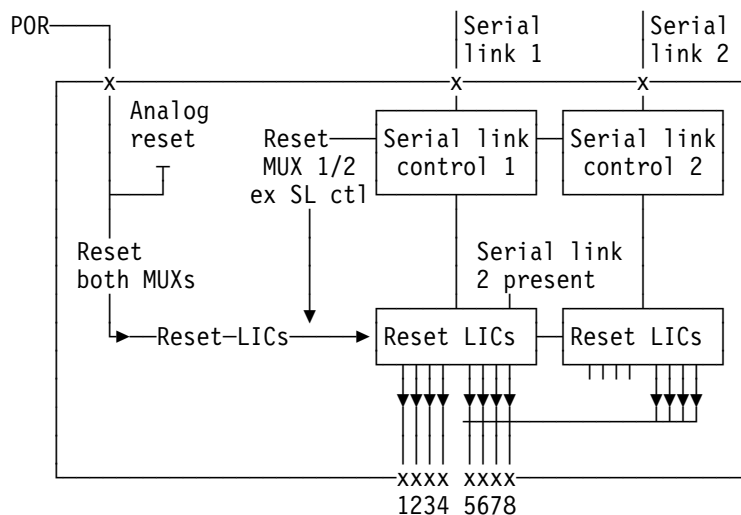 POR
Serial
link 1
Serial
link 2
x
x
x
Analog
reset
Reset
MUX 1/2
ex SL ctl
Serial link
control 1
Serial link
control 2
Reset
both MUXs
Serial link
2 present
Reset LICs
Reset LICs
Reset LICs
xxxx xxxx
1234 5678